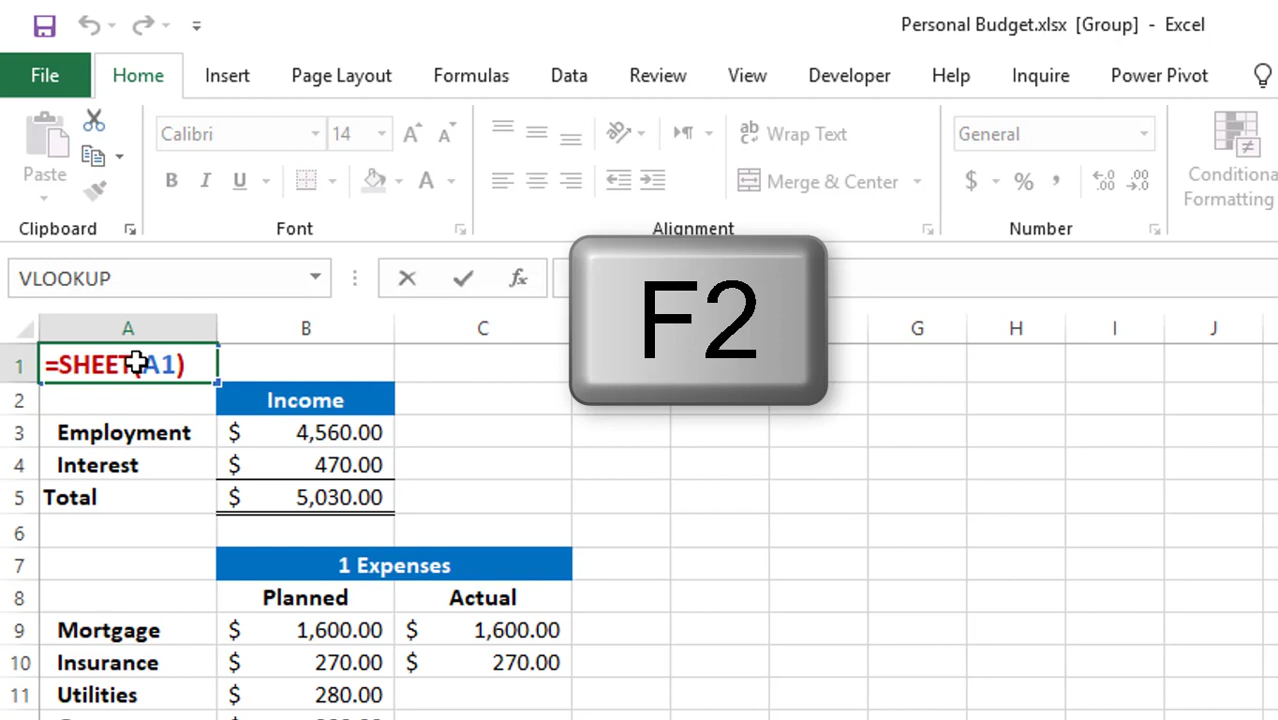 Personal Budget.xlsx [Group] - Excel
File Home Insert Page Layout Formulas Data Review View Developer Help Inquire Power Pivot
Calibri 14 A A ab Wrap Text General
Paste B I U A Merge & Center $ % , Conditiona
Formatting
Clipboard Font Alignment Number
VLOOKUP fx
F2
A B C G H I J
1 =SHEET(A1)
2 Income
3 Employment $ 4,560.00
4 Interest $ 470.00
5 Total $ 5,030.00
6
7 1 Expenses
8 Planned Actual
9 Mortgage $ 1,600.00 $ 1,600.00
10 Insurance $ 270.00 $ 270.00
11 Utilities $ 280.00